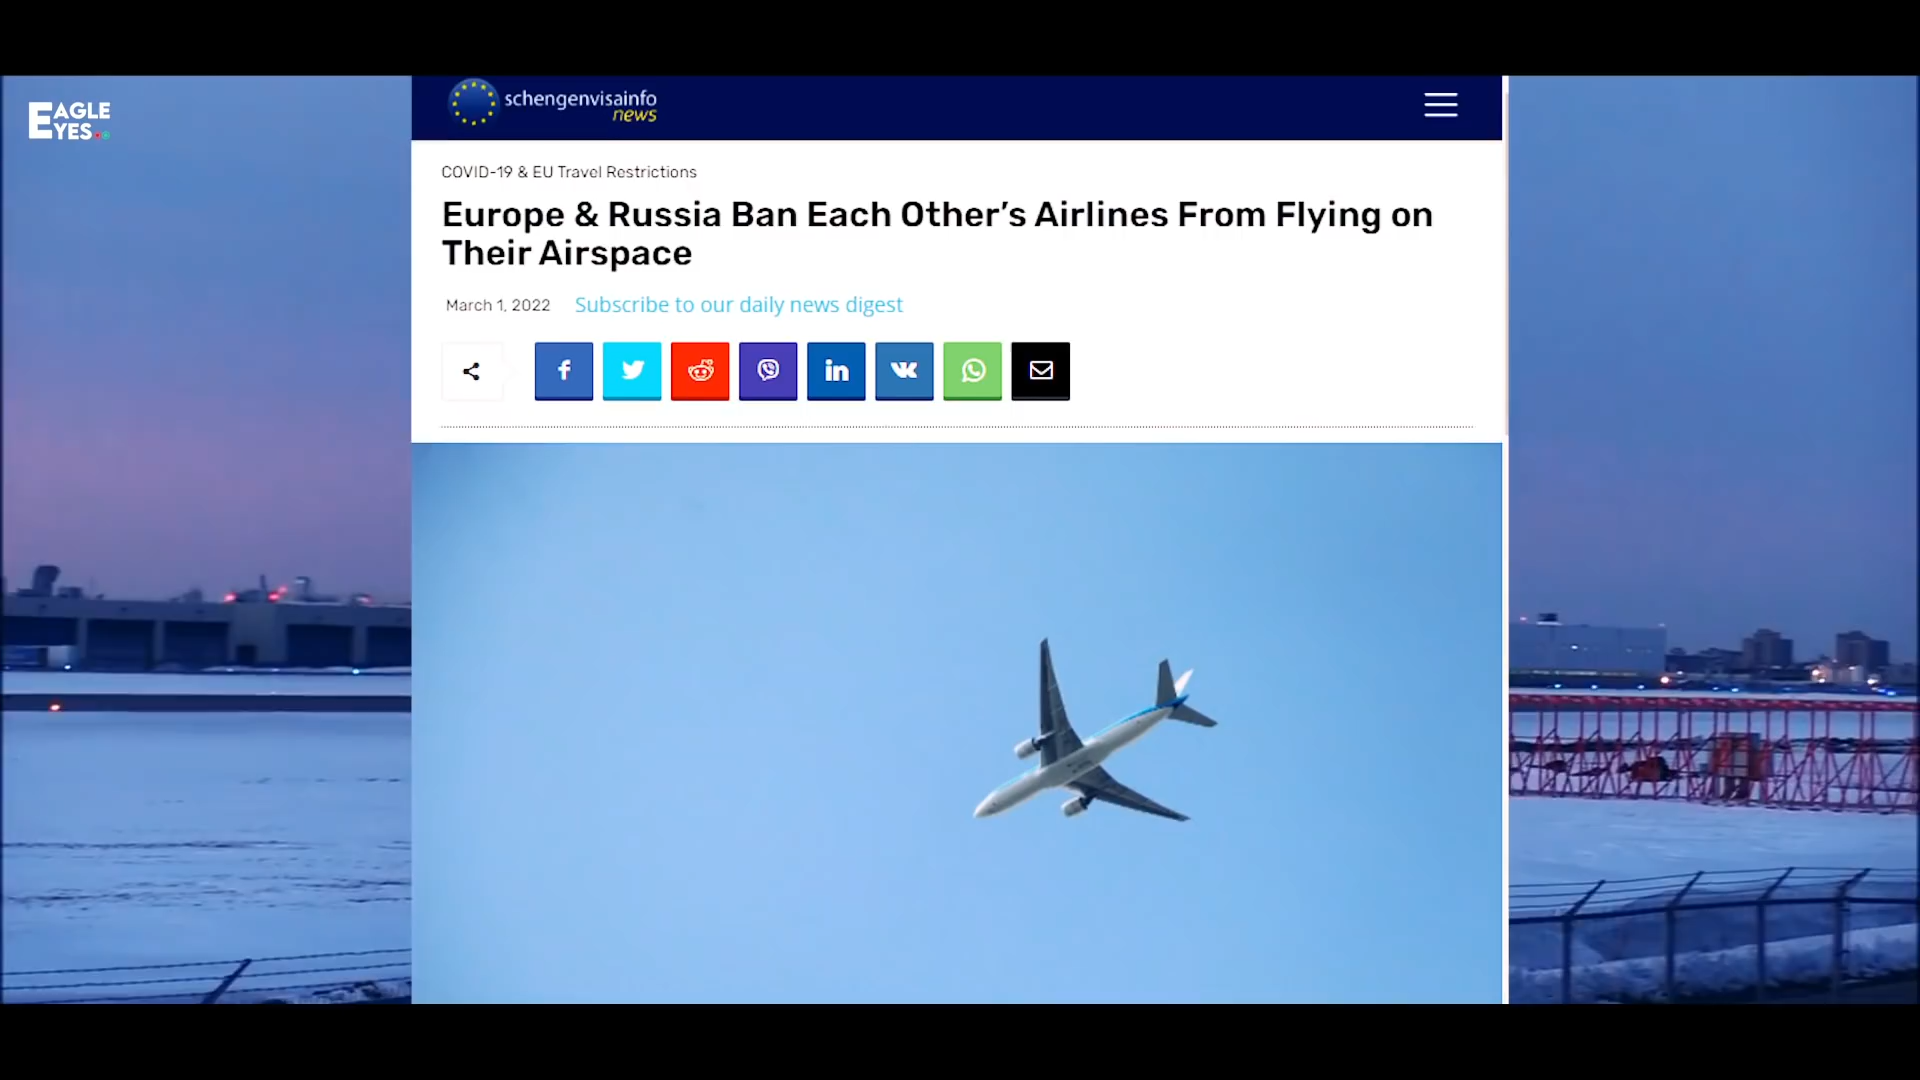 EAGLE
EYES
schengenvisainfo
news
COVID-19 & EU Travel Restrictions
Europe & Russia Ban Each Other’s Airlines From Flying on
Their Airspace
March 1, 2022 Subscribe to our daily news digest